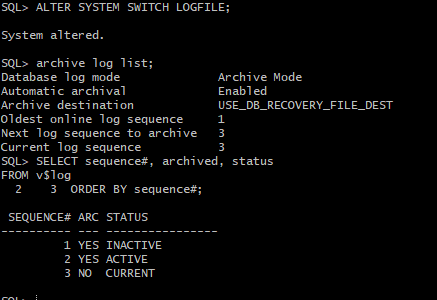 SQL> ALTER SYSTEM SWITCH LOGFILE;
System altered.
SQL> archive log list;
Database log mode Archive Mode
Automatic archival Enabled
Archive destination USE_DB_RECOVERY_FILE_DEST
Oldest online log sequence 1
Next log sequence to archive 3
Current log sequence 3
SQL> SELECT sequence#, archived, status
FROM v$log
2 3 ORDER BY sequence#;
SEQUENCE# ARC STATUS
---------- --- ----------------
1 YES INACTIVE
2 YES ACTIVE
3 NO CURRENT
SQL>